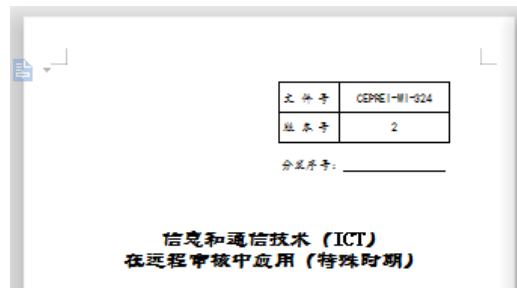 文件号 CEPREI-WI-324
版本号 2
分发序号：
信息和通信技术（ICT）
在远程审核中应用（特殊时期）